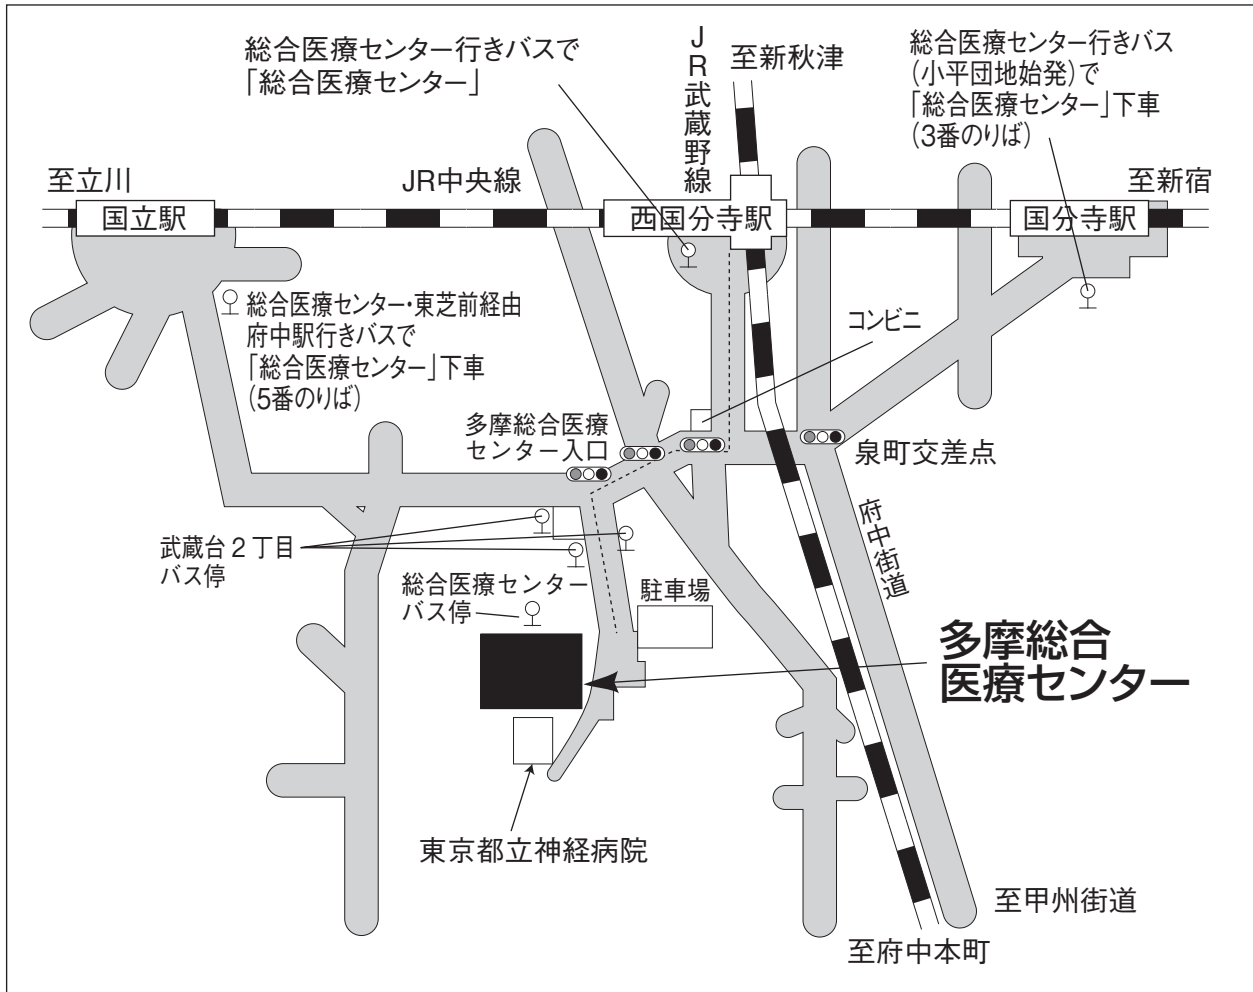 総合医療センター行きバスで
「総合医療センター」
JR武蔵野線
至新秋津
総合医療センター行きバス
(小平団地始発)で
「総合医療センター」下車
(3番のりば)
至立川
JR中央線
至新宿
国立駅
西国分寺駅
国分寺駅
総合医療センター・東芝前経由
府中駅行きバスで
「総合医療センター」下車
(5番のりば)
コンビニ
多摩総合医療
センター入口
泉町交差点
府中街道
武蔵台2丁目
バス停
総合医療センター
バス停
駐車場
多摩総合
医療センター
東京都立神経病院
至甲州街道
至府中本町